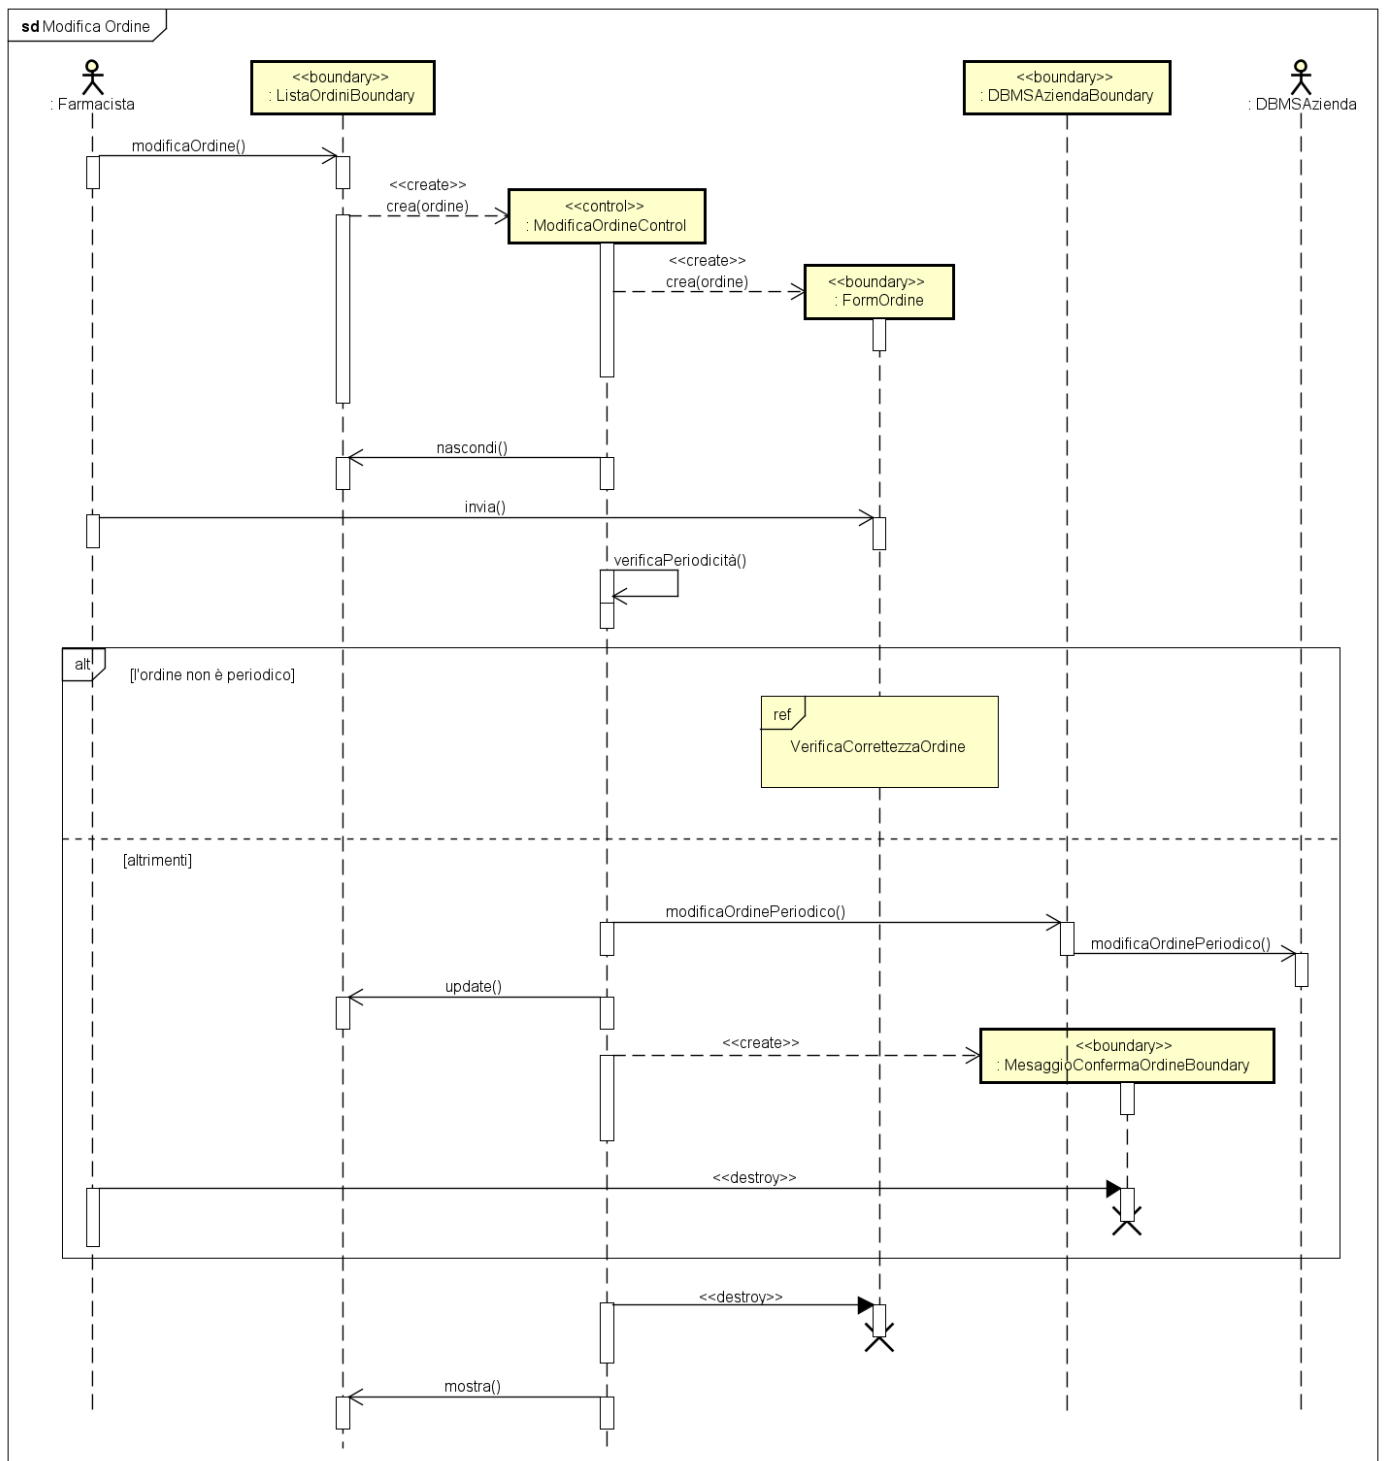 sd Modifica Ordine
: Farmacista
<<boundary>>
: ListaOrdiniBoundary
<<boundary>>
: DBMSAziendaBoundary
: DBMSAzienda
modificaOrdine()
<<create>>
crea(ordine)
<<control>>
: ModificaOrdineControl
<<create>>
crea(ordine)
<<boundary>>
: FormOrdine
nascondi()
invia()
verificaPeriodicità()
alt
[l'ordine non è periodico]
ref
VerificaCorrettezzaOrdine
[altrimenti]
modificaOrdinePeriodico()
modificaOrdinePeriodico()
update()
<<create>>
<<boundary>>
: MesaggioConfermaOrdineBoundary
<<destroy>>
<<destroy>>
mostra()